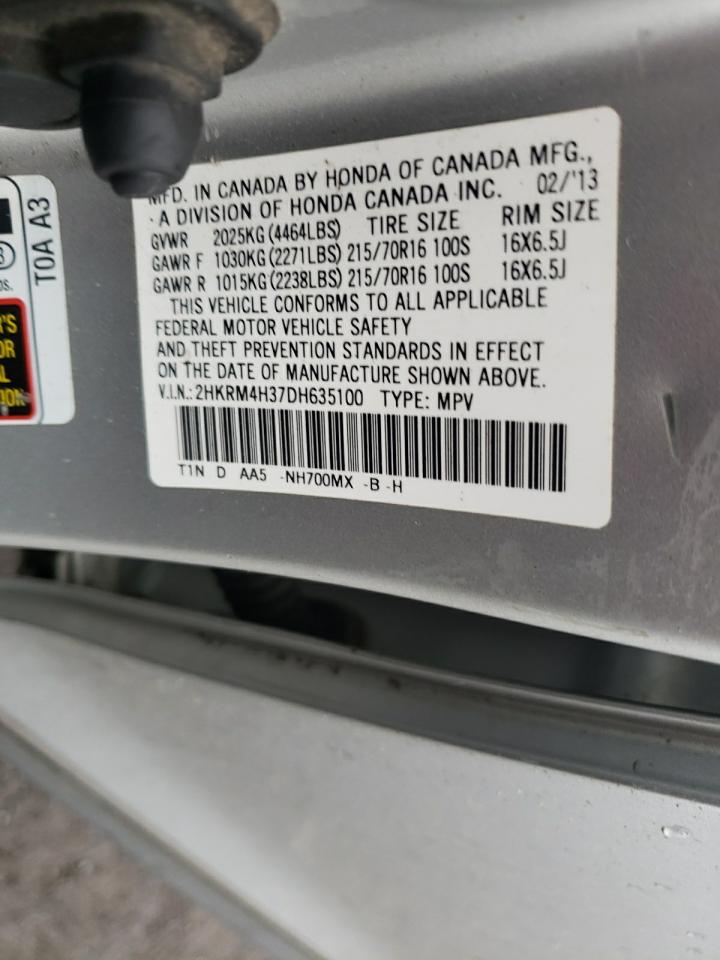 MFD. IN CANADA BY HONDA OF CANADA MFG.,
A DIVISION OF HONDA CANADA INC. 02/'13
GVWR 2025KG (4464LBS) TIRE SIZE RIM SIZE
GAWR F 1030KG (2271LBS) 215/70R16 100S 16X6.5J
GAWR R 1015KG (2238LBS) 215/70R16 100S 16X6.5J
THIS VEHICLE CONFORMS TO ALL APPLICABLE
FEDERAL MOTOR VEHICLE SAFETY
AND THEFT PREVENTION STANDARDS IN EFFECT
ON THE DATE OF MANUFACTURE SHOWN ABOVE.
V.I.N.: 2HKRM4H37DH635100 TYPE: MPV
T1N D AA5 -NH700MX -B -H
T0A A3